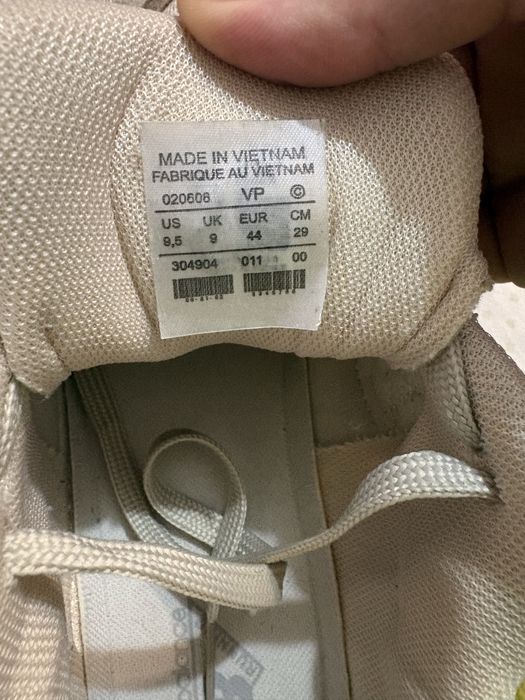 MADE IN VIETNAM
FABRIQUE AU VIETNAM
020606 VP ©
US UK EUR CM
9,5 9 44 29
304904 011 00